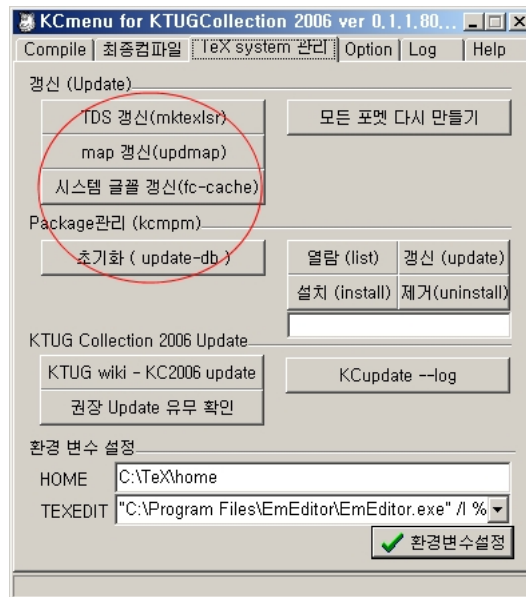 KCmenu for KTUGCollection 2006 ver 0.1.1.80...
Compile 최종컴파일 TeX system 관리 Option Log Help
갱신 (Update)
TDS 갱신(mktexlsr) 모든 포멧 다시 만들기
map 갱신(updmap)
시스템 글꼴 갱신(fc-cache)
Package관리 (kcmpm)
초기화 ( update-db ) 열람 (list) 갱신 (update)
설치 (install) 제거(uninstall)
KTUG Collection 2006 Update
KTUG wiki - KC2006 update KCupdate --log
권장 Update 유무 확인
환경 변수 설정
HOME C:\TeX\home
TEXEDIT "C:\Program Files\EmEditor\EmEditor.exe" /l %
환경변수설정